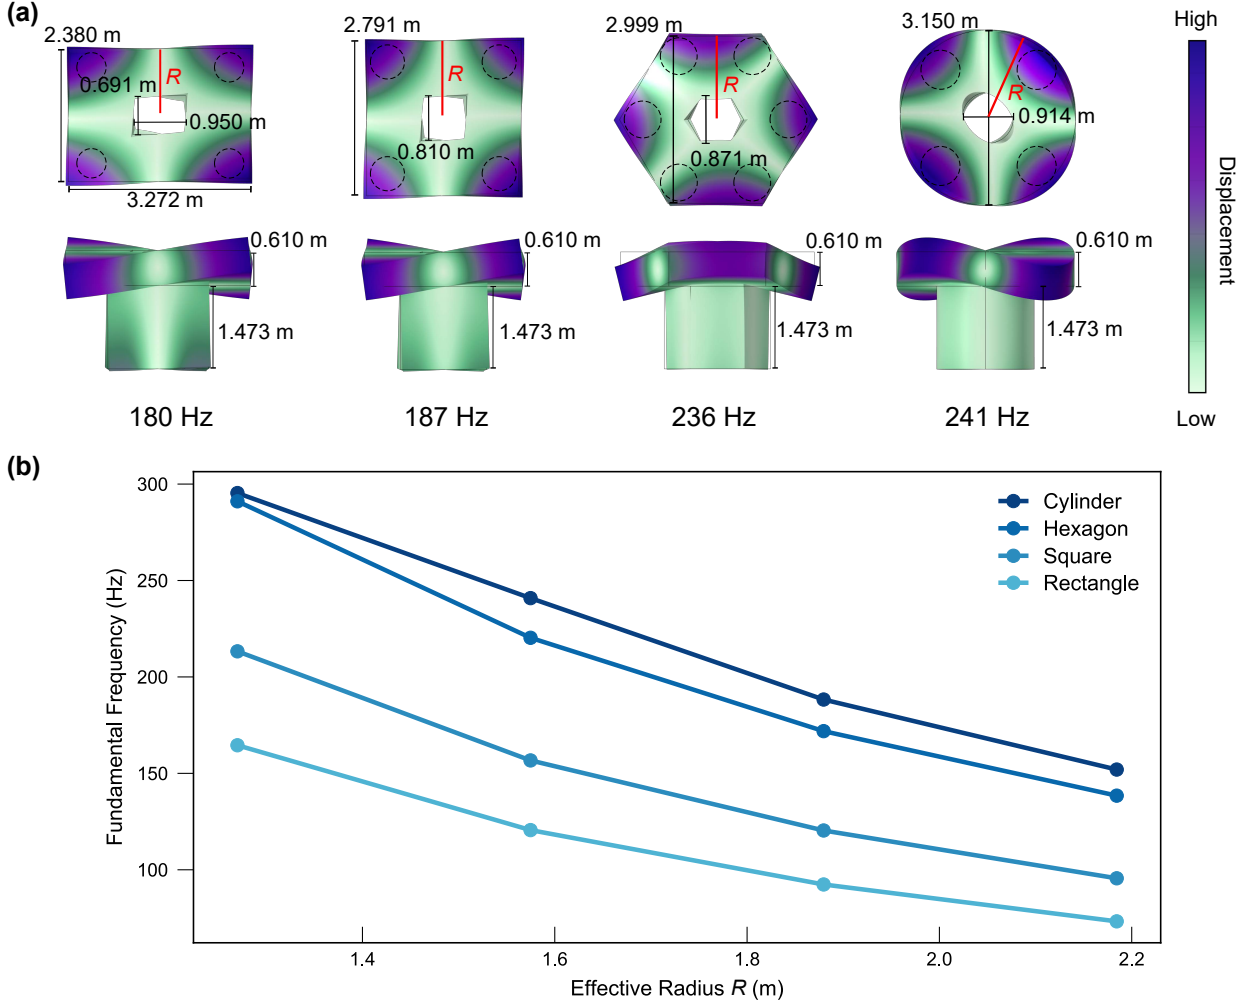 (a)
2.380 m
0.691 m
R
0.950 m
3.272 m
2.791 m
R
0.810 m
2.999 m
R
0.871 m
3.150 m
R
0.914 m
High
Displacement
Low
0.610 m
1.473 m
0.610 m
1.473 m
0.610 m
1.473 m
0.610 m
1.473 m
180 Hz
187 Hz
236 Hz
241 Hz
(b)
Fundamental Frequency (Hz)
300
250
200
150
100
Cylinder
Hexagon
Square
Rectangle
1.4
1.6
1.8
2.0
2.2
Effective Radius R (m)